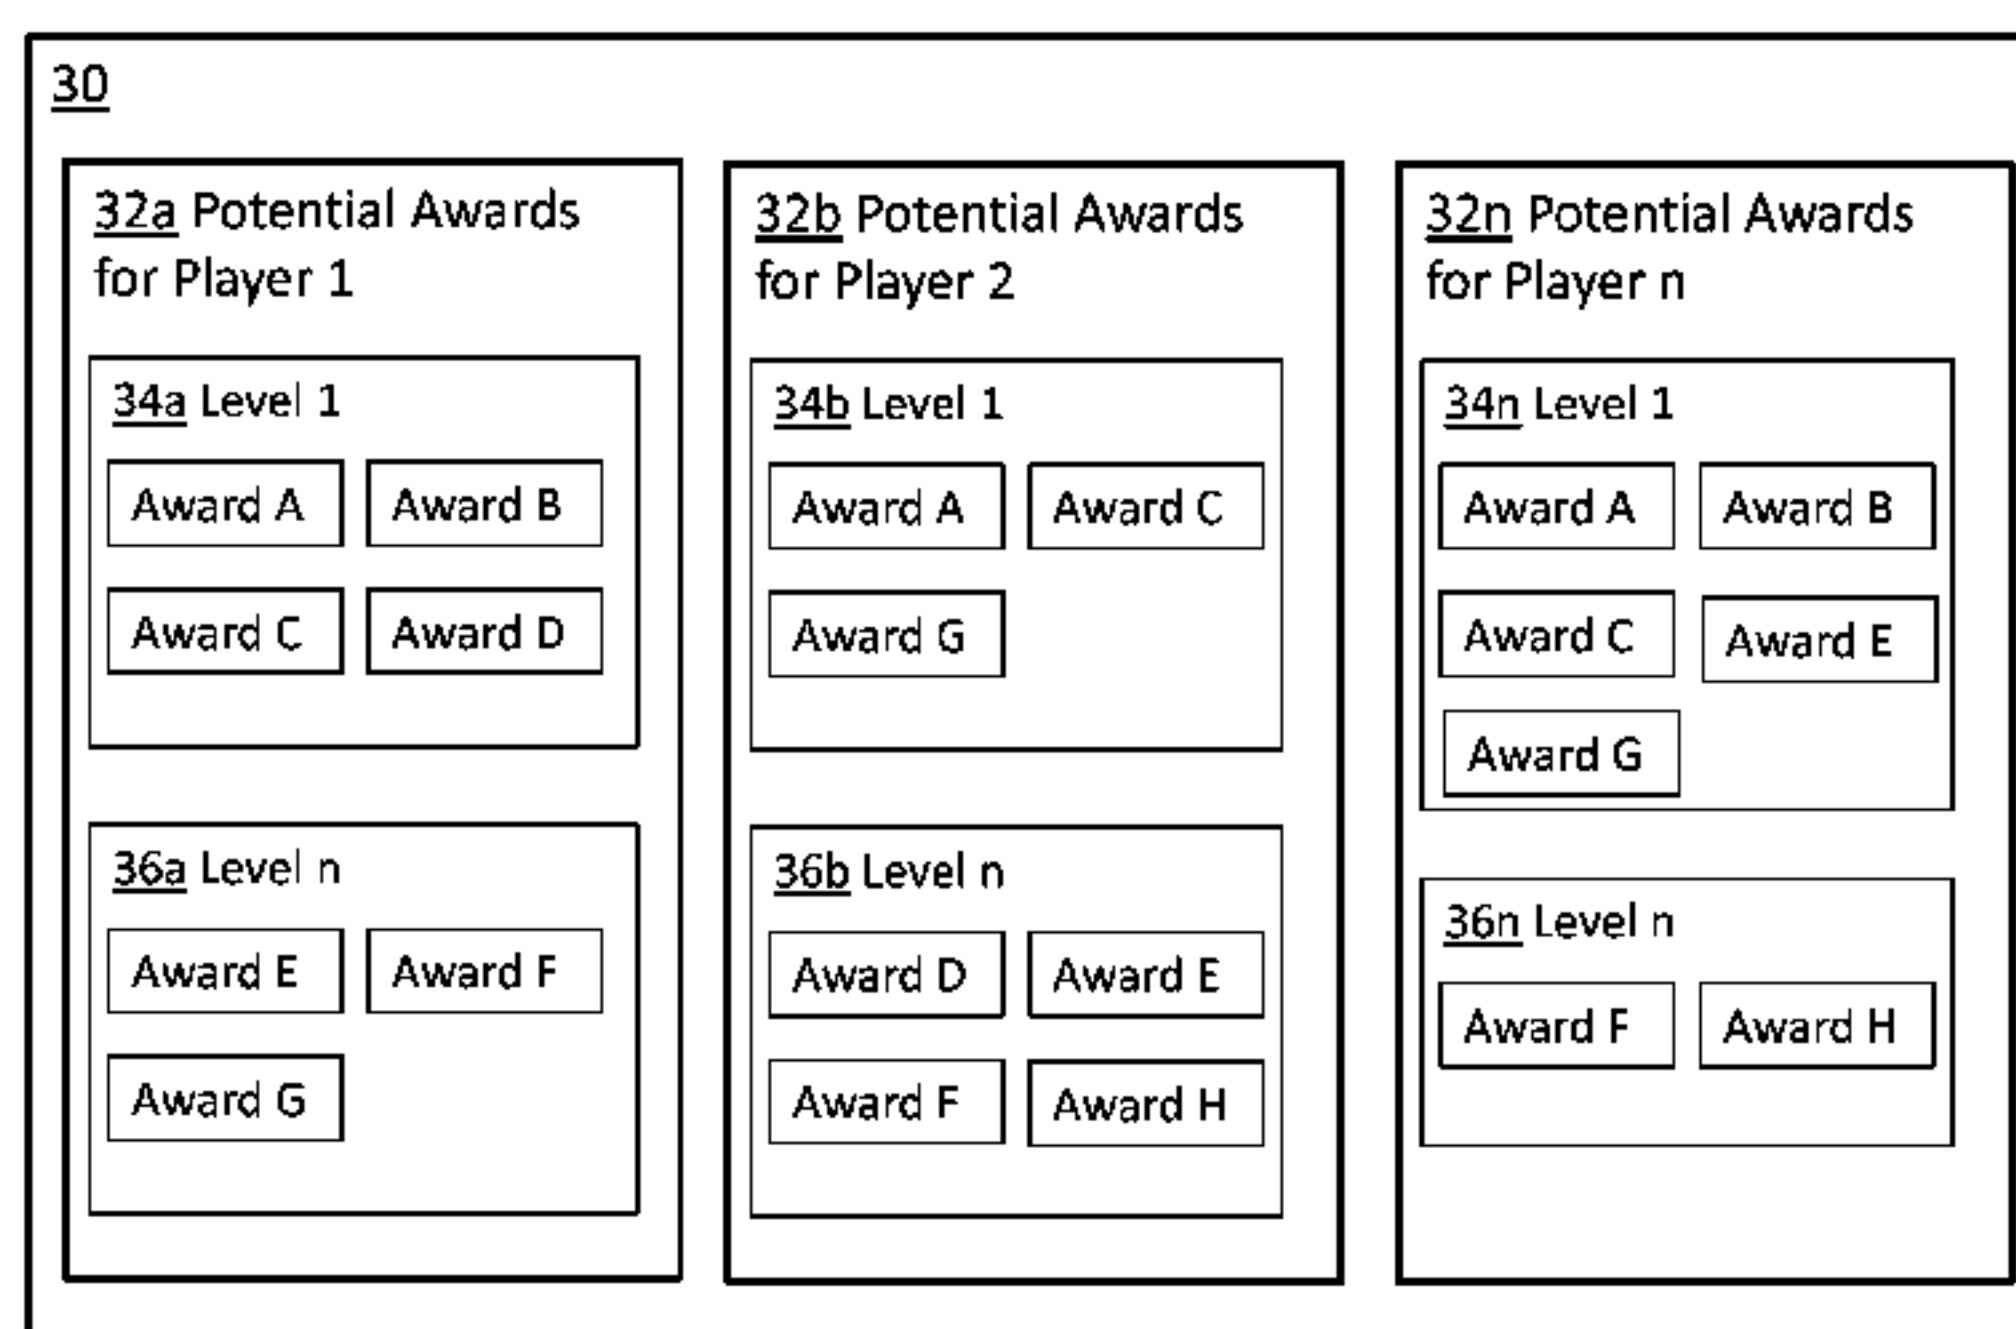 30
32a Potential Awards
for Player 1
34a Level 1
Award A
Award B
Award C
Award D
36a Level n
Award E
Award F
Award G
32b Potential Awards
for Player 2
34b Level 1
Award A
Award C
Award G
36b Level n
Award D
Award E
Award F
Award H
32n Potential Awards
for Player n
34n Level 1
Award A
Award B
Award C
Award E
Award G
36n Level n
Award F
Award H